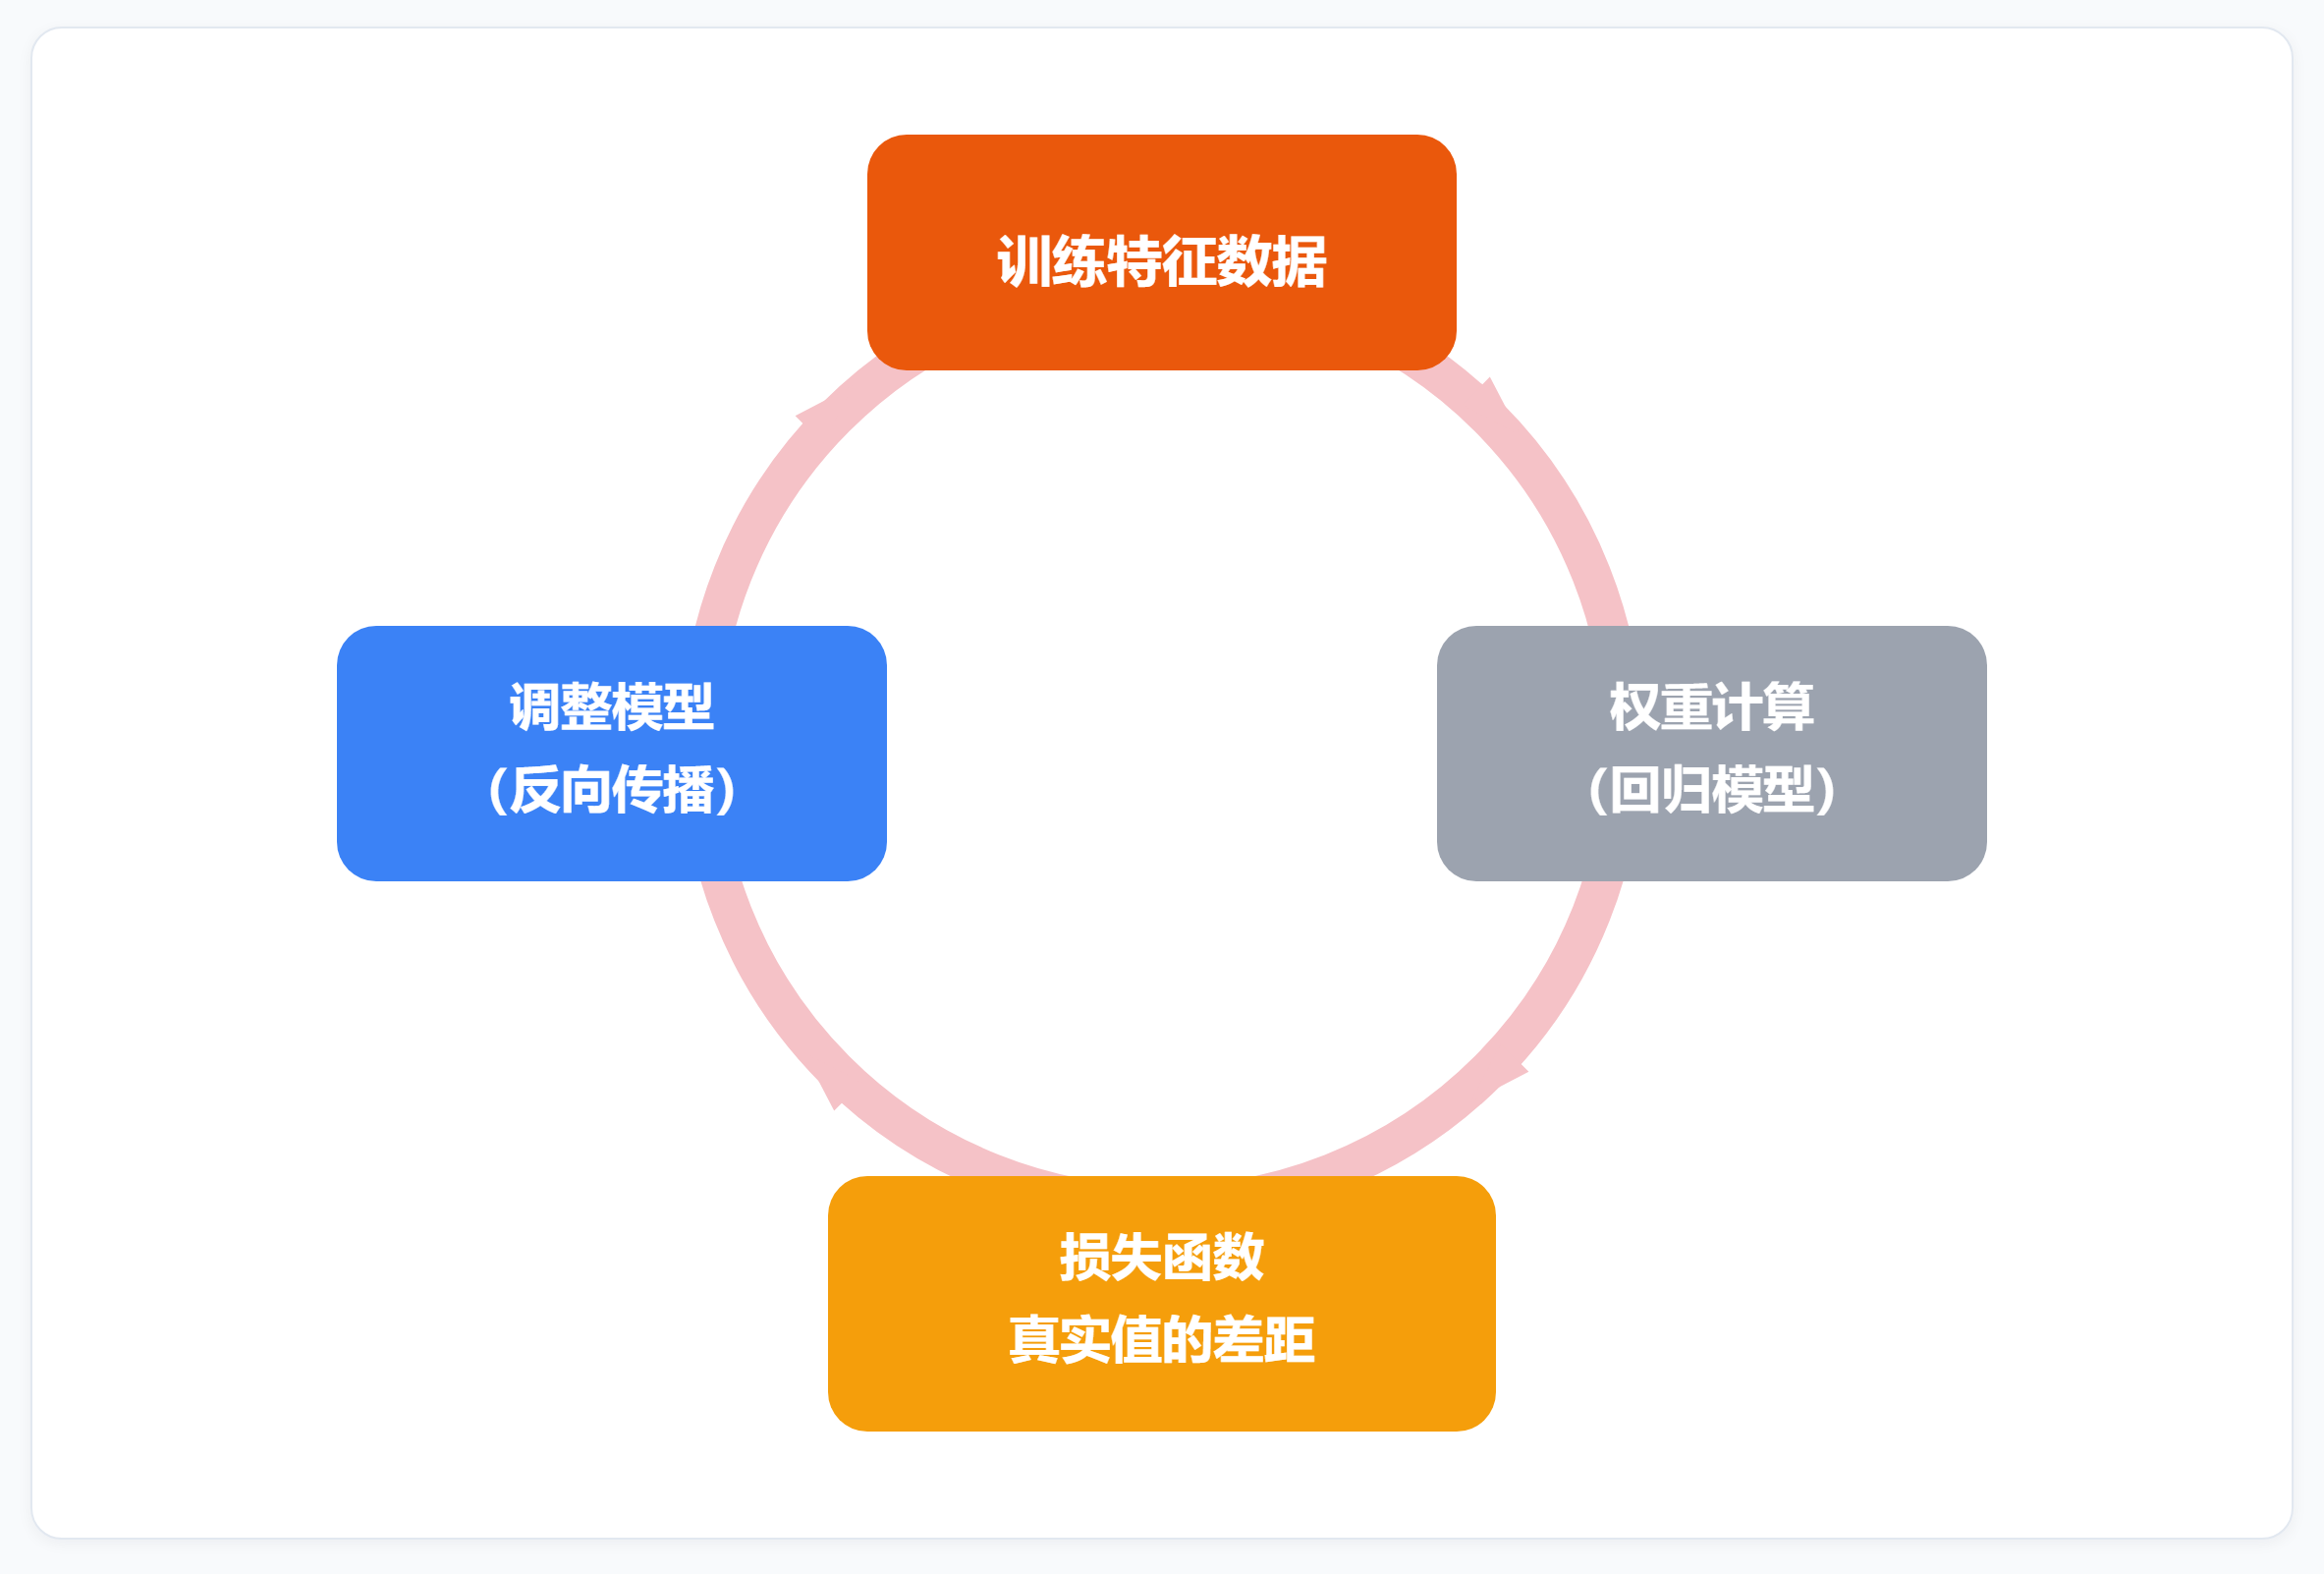 训练特征数据
调整模型
(反向传播)
权重计算
(回归模型)
损失函数
真实值的差距